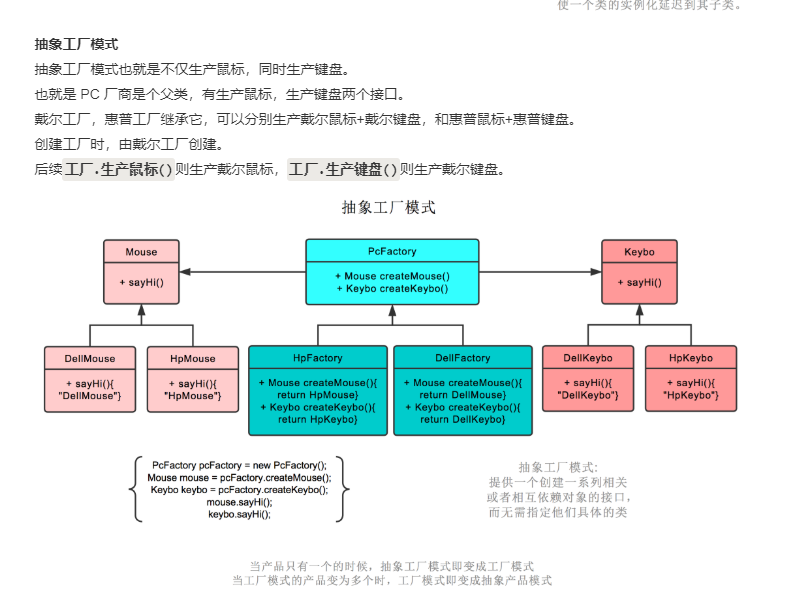 使一个类的实例化延迟到其子类。
抽象工厂模式
抽象工厂模式也就是不仅生产鼠标，同时生产键盘。
也就是 PC 厂商是个父类，有生产鼠标，生产键盘两个接口。
戴尔工厂，惠普工厂继承它，可以分别生产戴尔鼠标+戴尔键盘，和惠普鼠标+惠普键盘。
创建工厂时，由戴尔工厂创建。
后续工厂.生产鼠标()则生产戴尔鼠标，工厂.生产键盘()则生产戴尔键盘。
抽象工厂模式
Mouse
+ sayHi()
PcFactory
+ Mouse createMouse()
+ Keybo createKeybo()
Keybo
+ sayHi()
DellMouse
+ sayHi(){
"DellMouse"}
HpMouse
+ sayHi(){
"HpMouse"}
HpFactory
+ Mouse createMouse(){
return HpMouse}
+ Keybo createKeybo(){
return HpKeybo}
DellFactory
+ Mouse createMouse(){
return DellMouse}
+ Keybo createKeybo(){
return DellKeybo}
DellKeybo
+ sayHi(){
"DellKeybo"}
HpKeybo
+ sayHi(){
"HpKeybo"}
PcFactory pcFactory = new PcFactory();
Mouse mouse = pcFactory.createMouse();
Keybo keybo = pcFactory.createKeybo();
mouse.sayHi();
keybo.sayHi();
抽象工厂模式:
提供一个创建一系列相关
或者相互依赖对象的接口，
而无需指定他们具体的类
当产品只有一个的时候，抽象工厂模式即变成工厂模式
当工厂模式的产品变为多个时，工厂模式即变成抽象产品模式